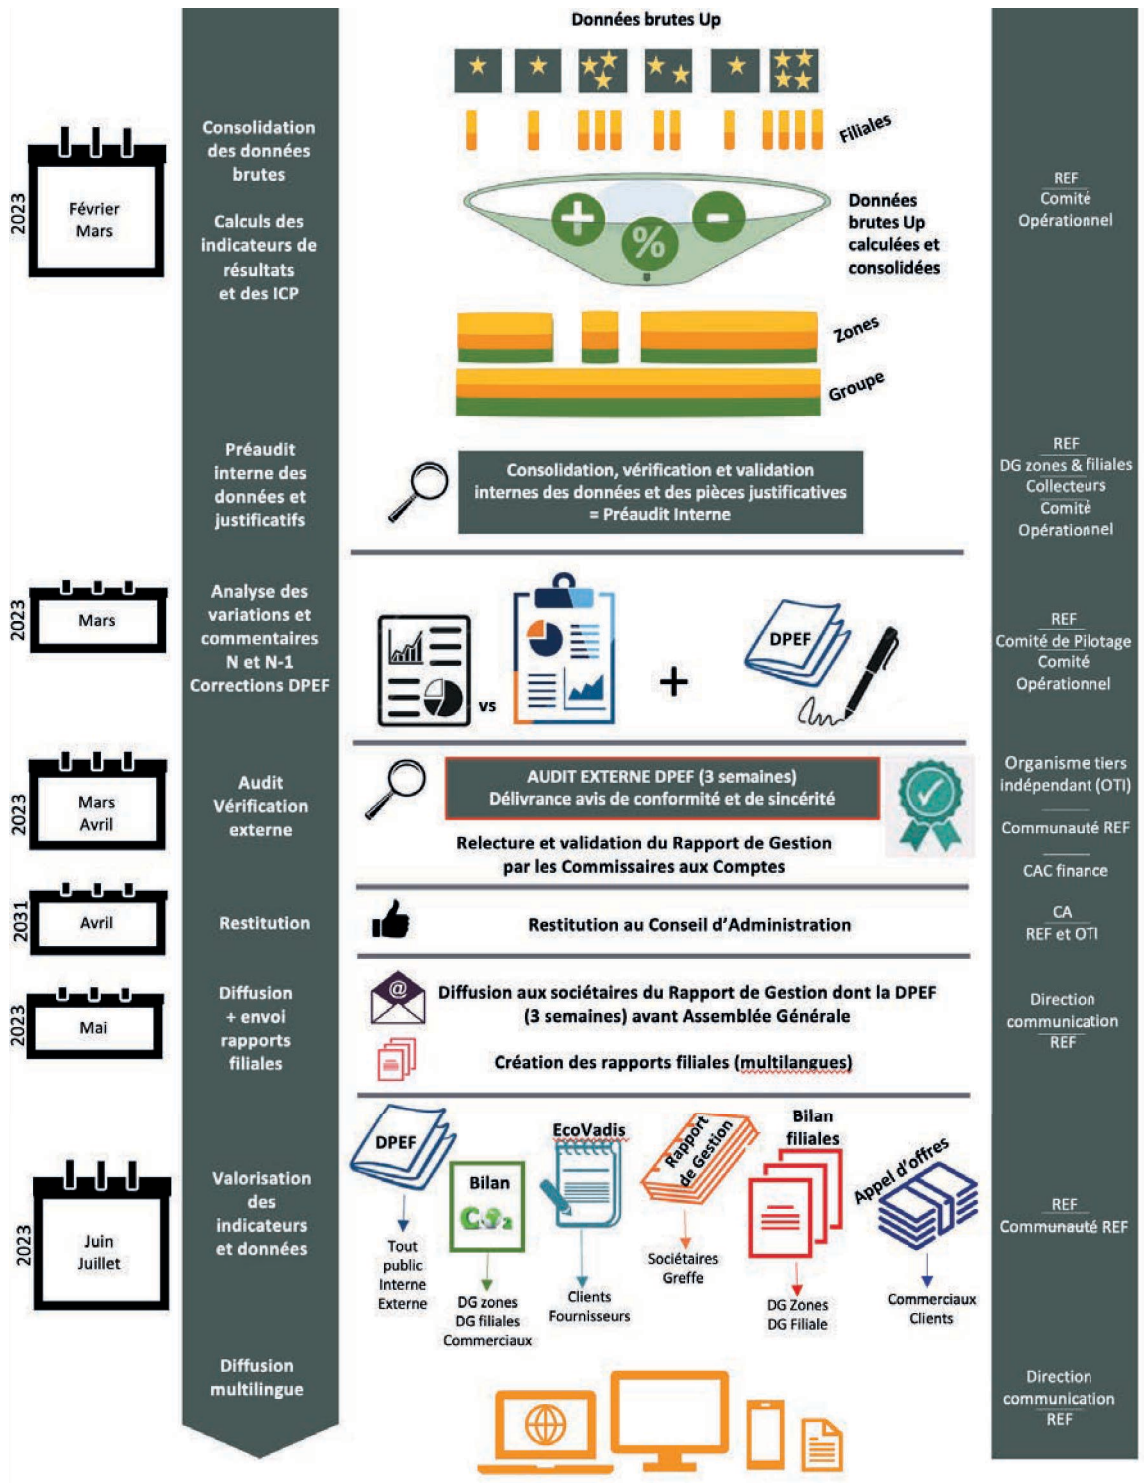 Données brutes Up
Filiales
2023
Février
Mars
Consolidation
des données
brutes
Calculs des
indicateurs de
résultats
et des ICP
+
-
%
Données
brutes Up
calculées et
consolidées
REF
Comité
Opérationnel
Zones
Groupe
Préaudit
interne des
données et
justificatifs
Consolidation, vérification et validation
internes des données et des pièces justificatives
= Préaudit Interne
REF
DG zones & filiales
Collecteurs
Comité
Opérationnel
2023
Mars
Analyse des
variations et
commentaires
N et N-1
Corrections DPEF
vs
+
DPEF
REF
Comité de Pilotage
Comité
Opérationnel
2023
Mars
Avril
Audit
Vérification
externe
AUDIT EXTERNE DPEF (3 semaines)
Délivrance avis de conformité et de sincérité
Relecture et validation du Rapport de Gestion
par les Commissaires aux Comptes
Organisme tiers
indépendant (OTI)
Communauté REF
CAC finance
2031
Avril
Restitution
Restitution au Conseil d'Administration
CA
REF et OTI
2023
Mai
Diffusion
+ envoi
rapports
filiales
@
Diffusion aux sociétaires du Rapport de Gestion dont la DPEF
(3 semaines) avant Assemblée Générale
Création des rapports filiales (multilangues)
Direction
communication
REF
2023
Juin
Juillet
Valorisation
des
indicateurs
et données
DPEF
Tout
public
Interne
Externe
Bilan
CO2
DG zones
DG filiales
Commerciaux
EcoVadis
Clients
Fournisseurs
Rapport
de Gestion
Sociétaires
Greffe
Bilan
filiales
DG Zones
DG Filiale
Appel d'offres
Commerciaux
Clients
REF
Communauté REF
Diffusion
multilingue
Direction
communication
REF